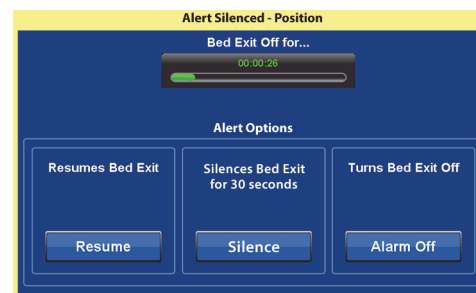 Alert Silenced - Position
Bed Exit Off for...
00:00:26
Alert Options
Resumes Bed Exit
Silences Bed Exit
for 30 seconds
Turns Bed Exit Off
Resume
Silence
Alarm Off